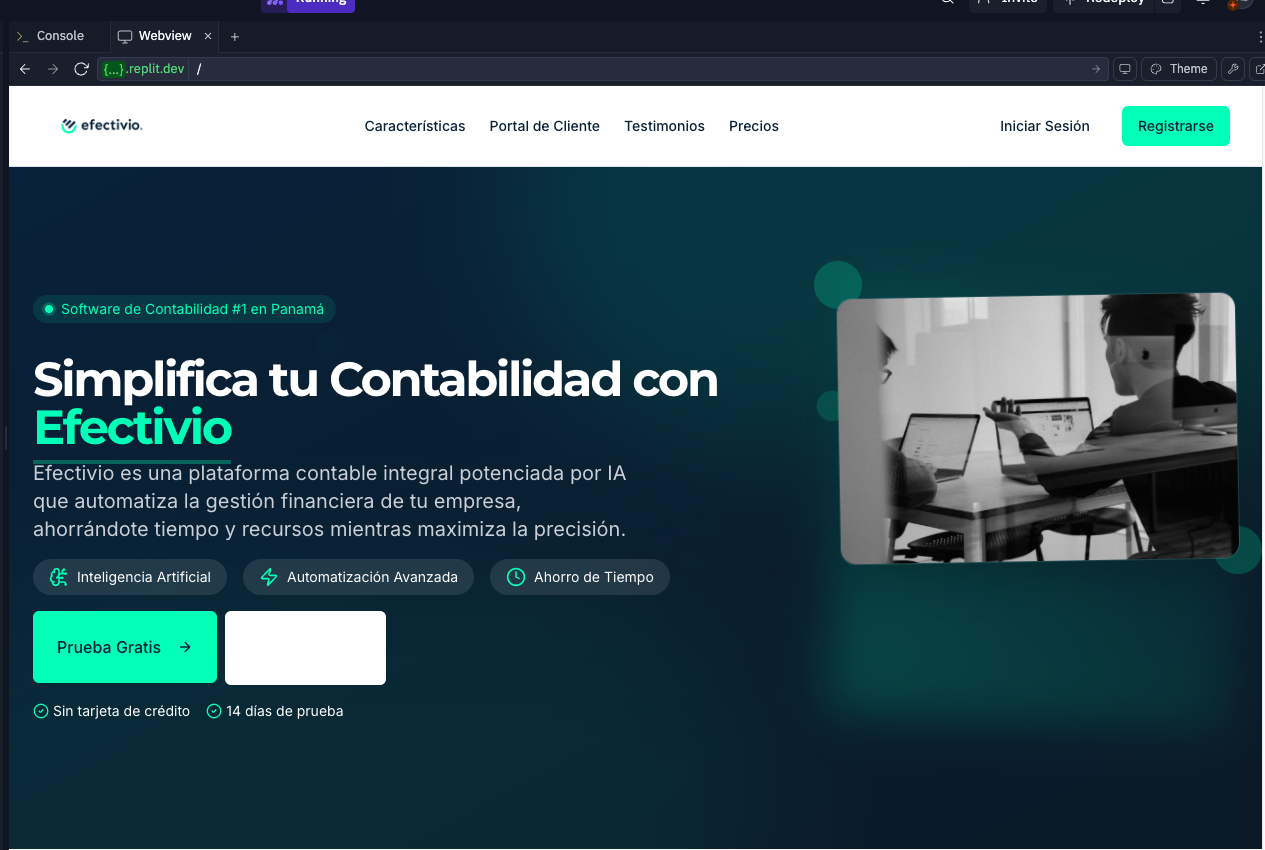 Running
Invite
Redeploy
Console
Webview
{...}.replit.dev
/
Theme
efectivio.
Características
Portal de Cliente
Testimonios
Precios
Iniciar Sesión
Registrarse
Software de Contabilidad #1 en Panamá
Simplifica tu Contabilidad con
Efectivio
Efectivio es una plataforma contable integral potenciada por IA
que automatiza la gestión financiera de tu empresa,
ahorrándote tiempo y recursos mientras maximiza la precisión.
Inteligencia Artificial
Automatización Avanzada
Ahorro de Tiempo
Prueba Gratis
Sin tarjeta de crédito
14 días de prueba